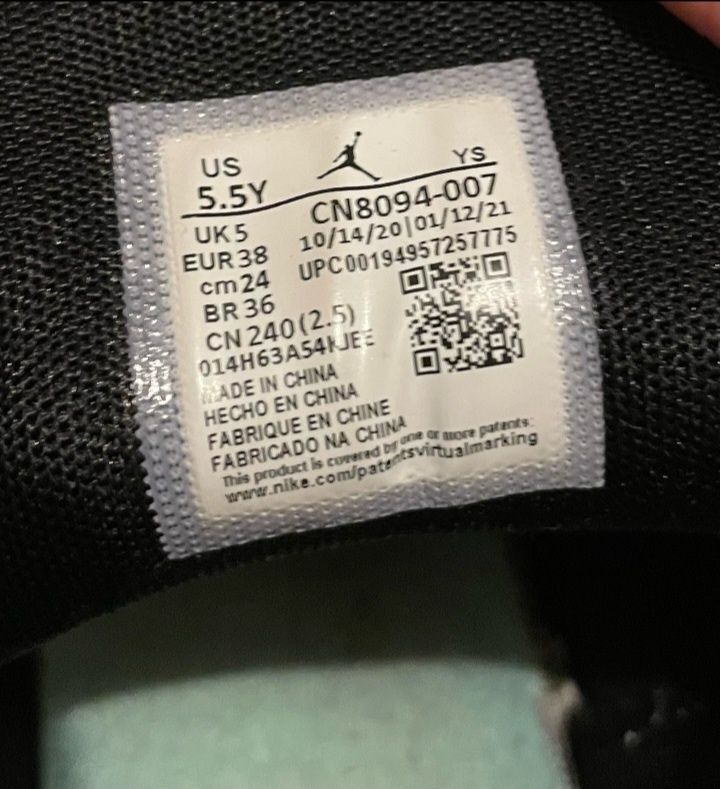 US
YS
5.5Y
CN8094-007
UK 5
10/14/20|01/12/21
EUR 38
UPC00194957257775
cm 24
BR 36
CN 240 (2.5)
MADE IN CHINA
HECHO EN CHINA
FABRIQUE EN CHINE
FABRICADO NA CHINA
This product is covered by one or more patents:
www.nike.com/patentsvirtualmarking